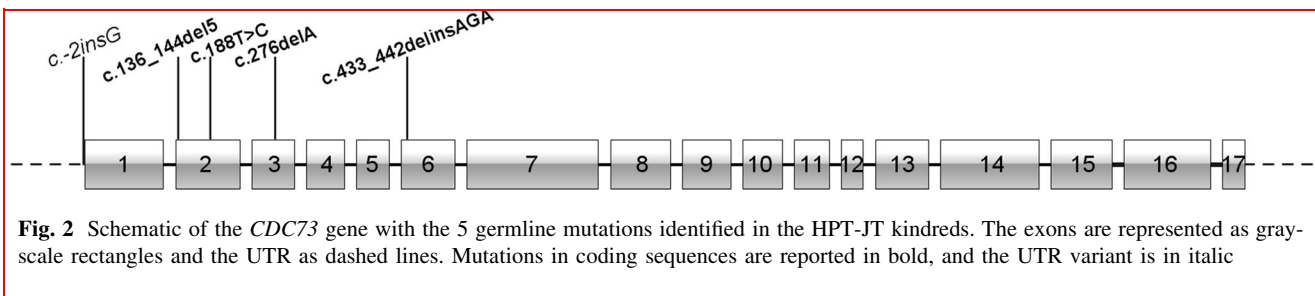 c.-2insG
c.136_144del5
c.188T>C
c.276delA
c.433_442delinsAGA
1 2 3 4 5 6 7 8 9 10 11 12 13 14 15 16 17
Fig. 2 Schematic of the CDC73 gene with the 5 germline mutations identified in the HPT-JT kindreds. The exons are represented as gray-
scale rectangles and the UTR as dashed lines. Mutations in coding sequences are reported in bold, and the UTR variant is in italic